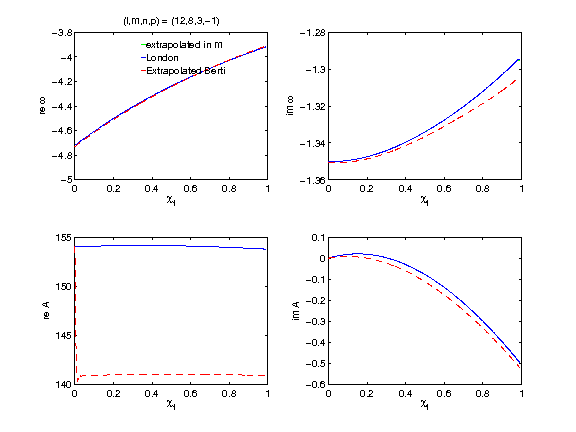 (l,m,n,p) = (12,8,3,−1)
−3.8
−4
−4.2
−4.4
−4.6
−4.8
−5
re ω
extrapolated in m
London
Extrapolated Berti
0 0.2 0.4 0.6 0.8 1
χf
−1.28
−1.3
−1.32
−1.34
−1.36
im ω
0 0.2 0.4 0.6 0.8 1
χf
155
150
145
140
re A
0 0.2 0.4 0.6 0.8 1
χf
0.1
0
−0.1
−0.2
−0.3
−0.4
−0.5
−0.6
im A
0 0.2 0.4 0.6 0.8 1
χf